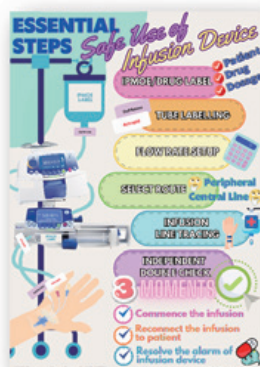 ESSENTIAL
STEPS
Safe Use of
Infusion Device
IPMOE/DRUG LABEL
Patient
Drug
TUBE LABELLING
FLOW RATE SETUP
SELECT ROUTE
Peripheral
Central Line
INFUSION
LINE TRACING
INDEPENDENT
DOUBLE CHECK
3 MOMENTS
Commence the infusion
Reconnect the infusion
to patient
Resolve the alarm of
infusion device